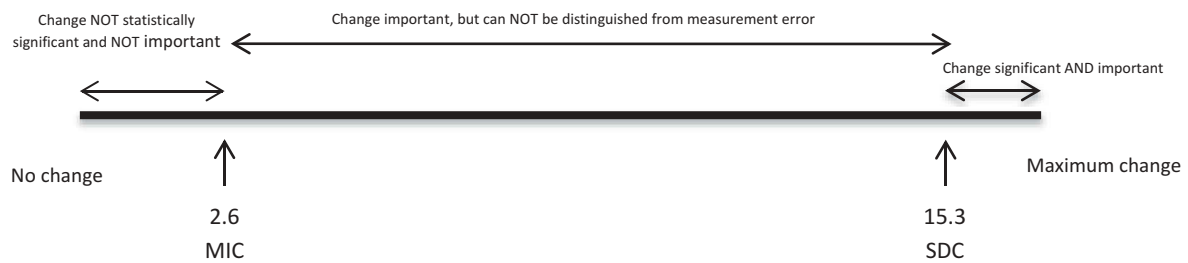 Change NOT statistically
significant and NOT important
Change important, but can NOT be distinguished from measurement error
Change significant AND important
No change
Maximum change
2.6
MIC
15.3
SDC